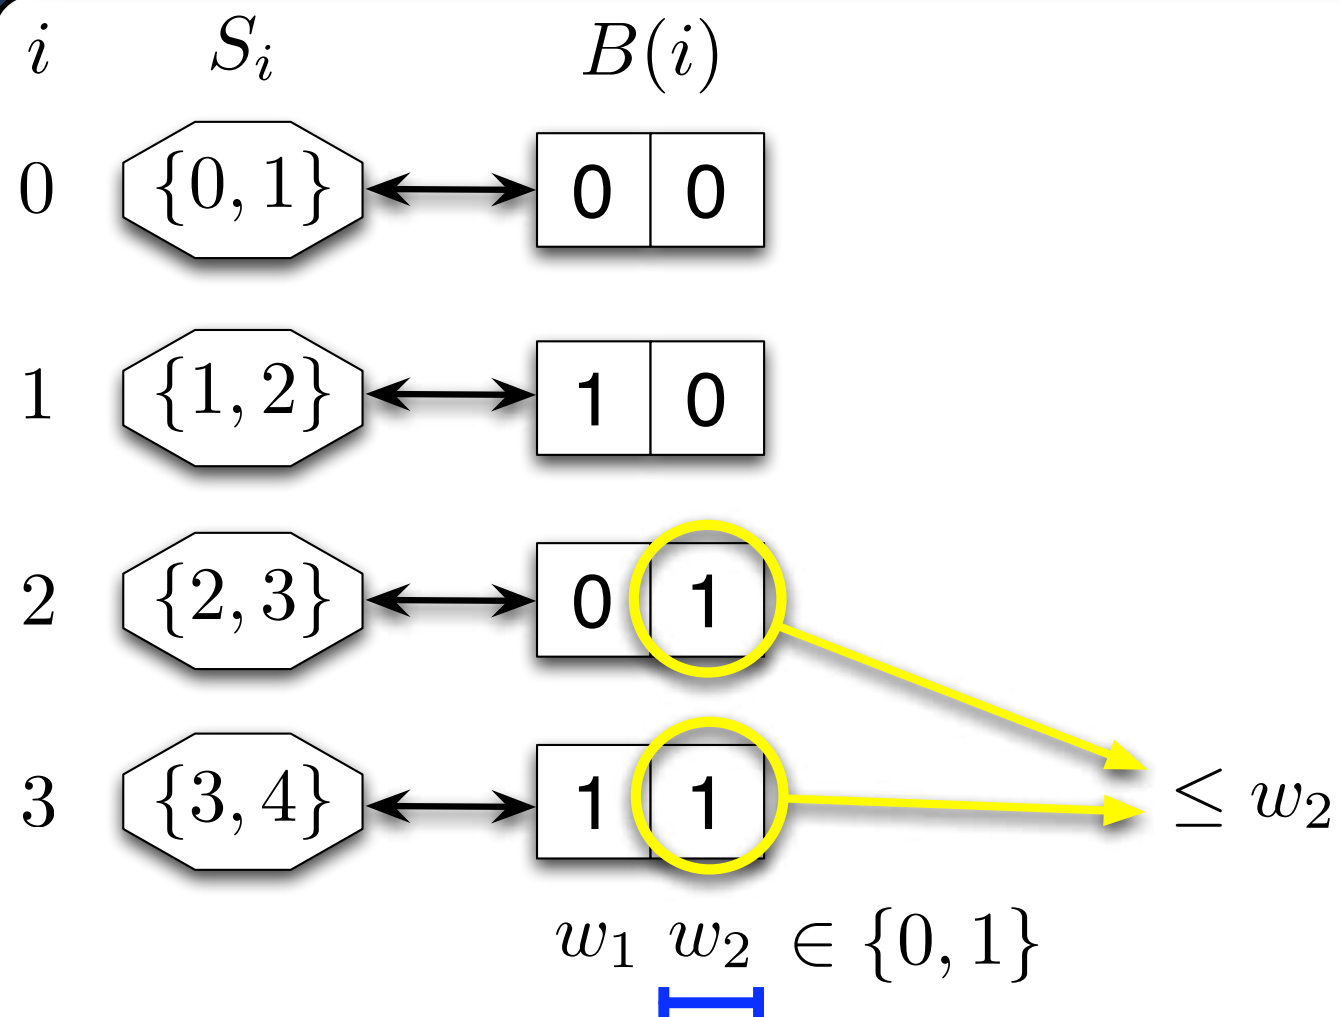 i S_i B(i)
0 {0, 1} 0 0
1 {1, 2} 1 0
2 {2, 3} 0 1
3 {3, 4} 1 1
≤ w_2
w_1 w_2 ∈ {0, 1}